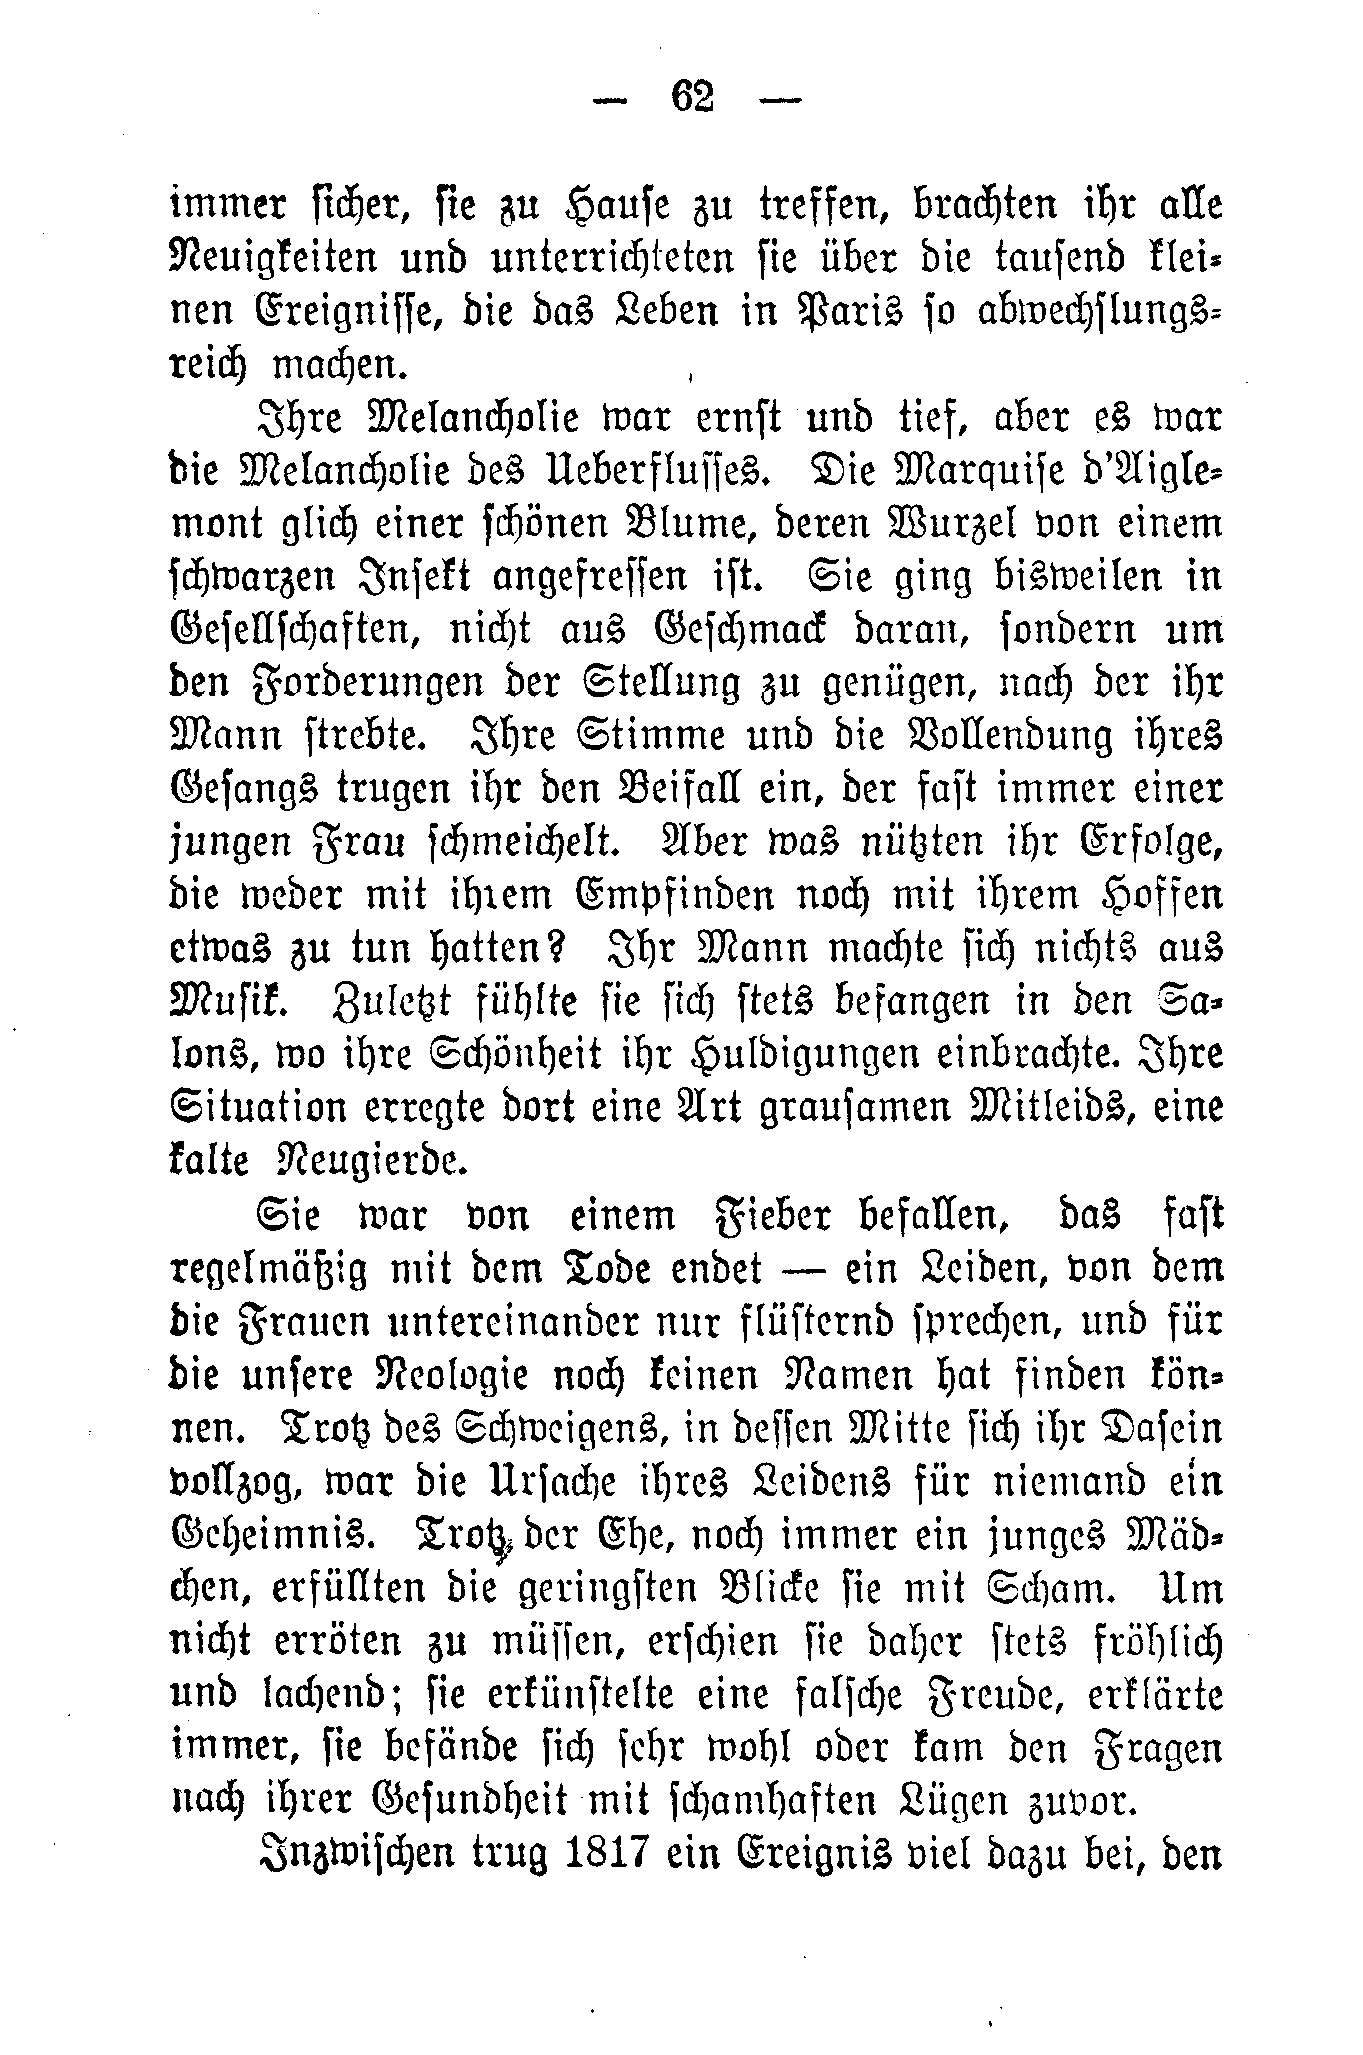 — 62 —
immer sicher, sie zu Hause zu treffen, brachten ihr alle
Neuigkeiten und unterrichteten sie über die tausend klei-
nen Ereignisse, die das Leben in Paris so abwechslungs-
reich machen.
Ihre Melancholie war ernst und tief, aber es war
die Melancholie des Ueberflusses. Die Marquise d'Aigle-
mont glich einer schönen Blume, deren Wurzel von einem
schwarzen Insekt angefressen ist. Sie ging bisweilen in
Gesellschaften, nicht aus Geschmack daran, sondern um
den Forderungen der Stellung zu genügen, nach der ihr
Mann strebte. Ihre Stimme und die Vollendung ihres
Gesangs trugen ihr den Beifall ein, der fast immer einer
jungen Frau schmeichelt. Aber was nützten ihr Erfolge,
die weder mit ihrem Empfinden noch mit ihrem Hoffen
etwas zu tun hatten? Ihr Mann machte sich nichts aus
Musik. Zuletzt fühlte sie sich stets befangen in den Sa-
lons, wo ihre Schönheit ihr Huldigungen einbrachte. Ihre
Situation erregte dort eine Art grausamen Mitleids, eine
kalte Neugierde.
Sie war von einem Fieber befallen, das fast
regelmäßig mit dem Tode endet — ein Leiden, von dem
die Frauen untereinander nur flüsternd sprechen, und für
die unsere Neologie noch keinen Namen hat finden kön-
nen. Trotz des Schweigens, in dessen Mitte sich ihr Dasein
vollzog, war die Ursache ihres Leidens für niemand ein
Geheimnis. Trotz der Ehe, noch immer ein junges Mäd-
chen, erfüllten die geringsten Blicke sie mit Scham. Um
nicht erröten zu müssen, erschien sie daher stets fröhlich
und lachend; sie erkünstelte eine falsche Freude, erklärte
immer, sie befände sich sehr wohl oder kam den Fragen
nach ihrer Gesundheit mit schamhaften Lügen zuvor.
Inzwischen trug 1817 ein Ereignis viel dazu bei, den